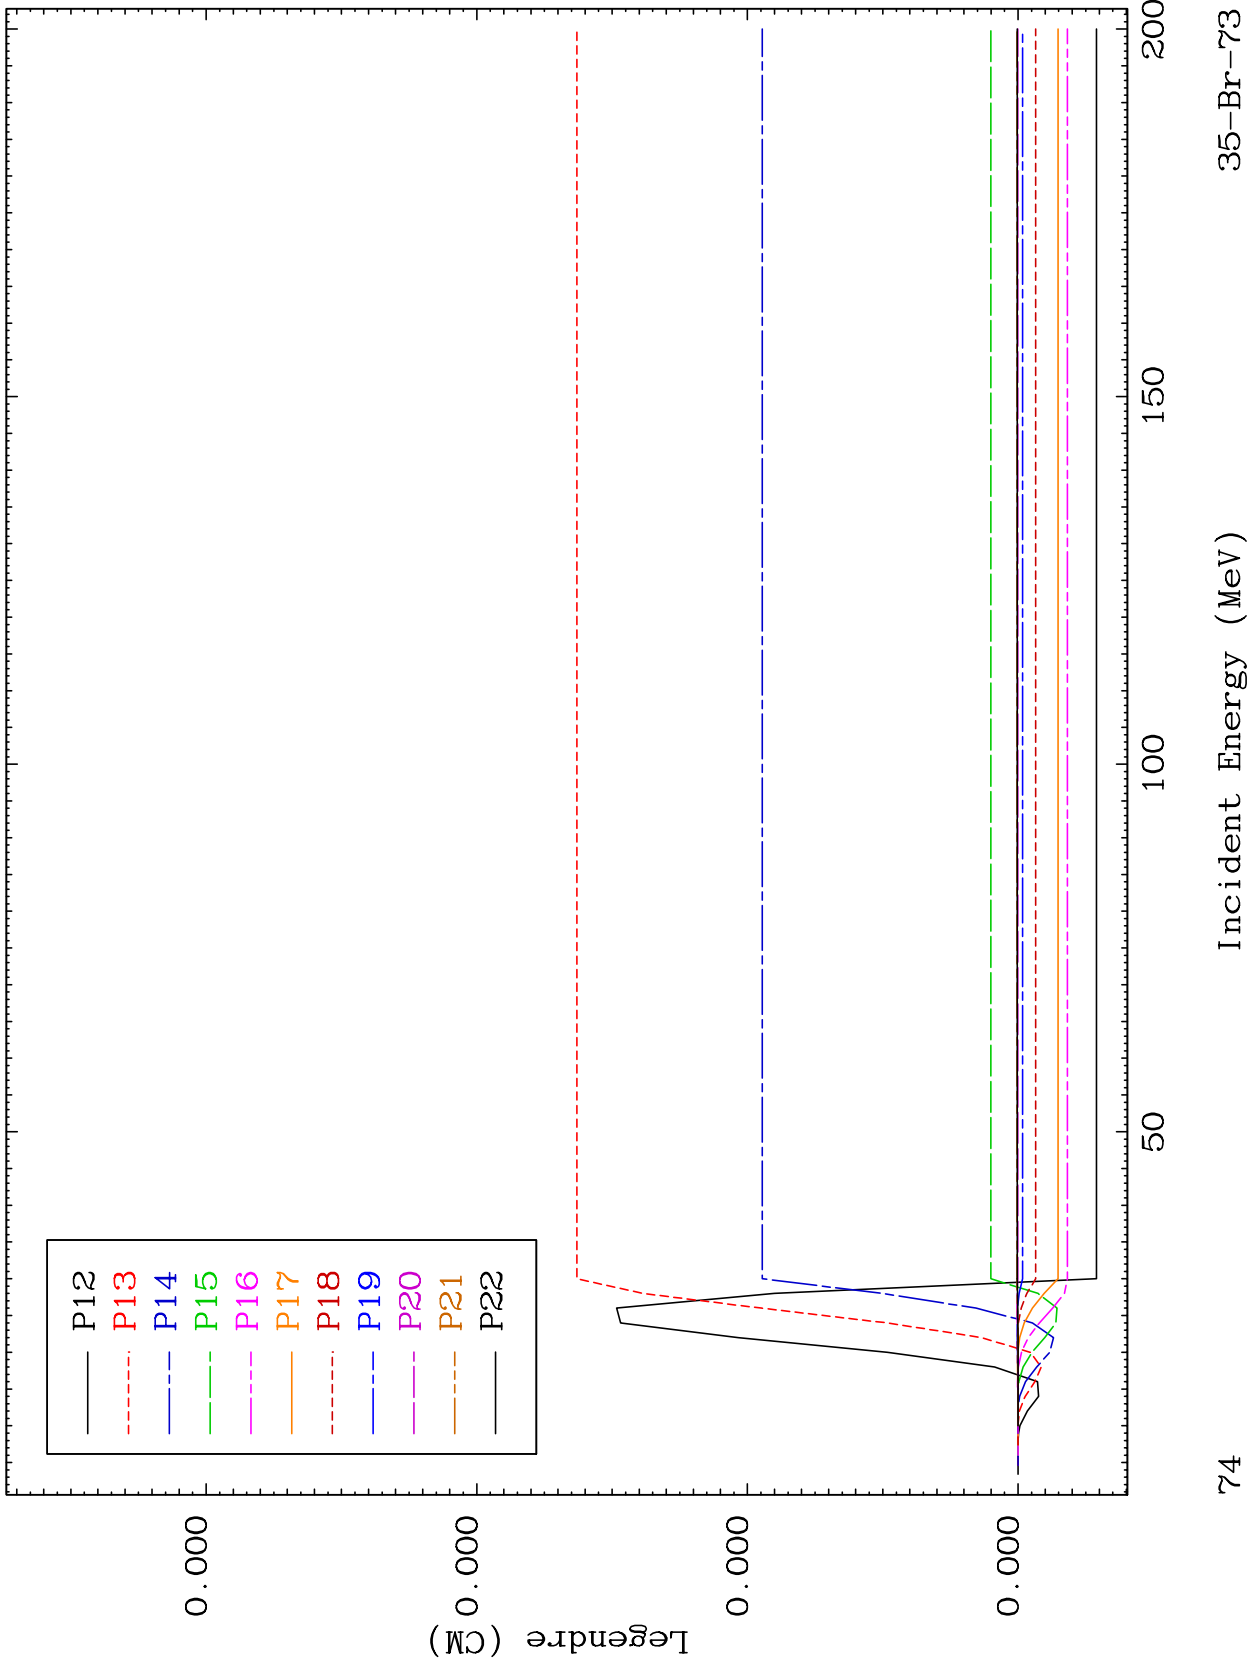 P12
P13
P14
P15
P16
P17
P18
P19
P20
P21
P22
0.000
0.000
0.000
0.000
Legendre (CM)
50
100
150
200
Incident Energy (MeV)
74
35-Br-73